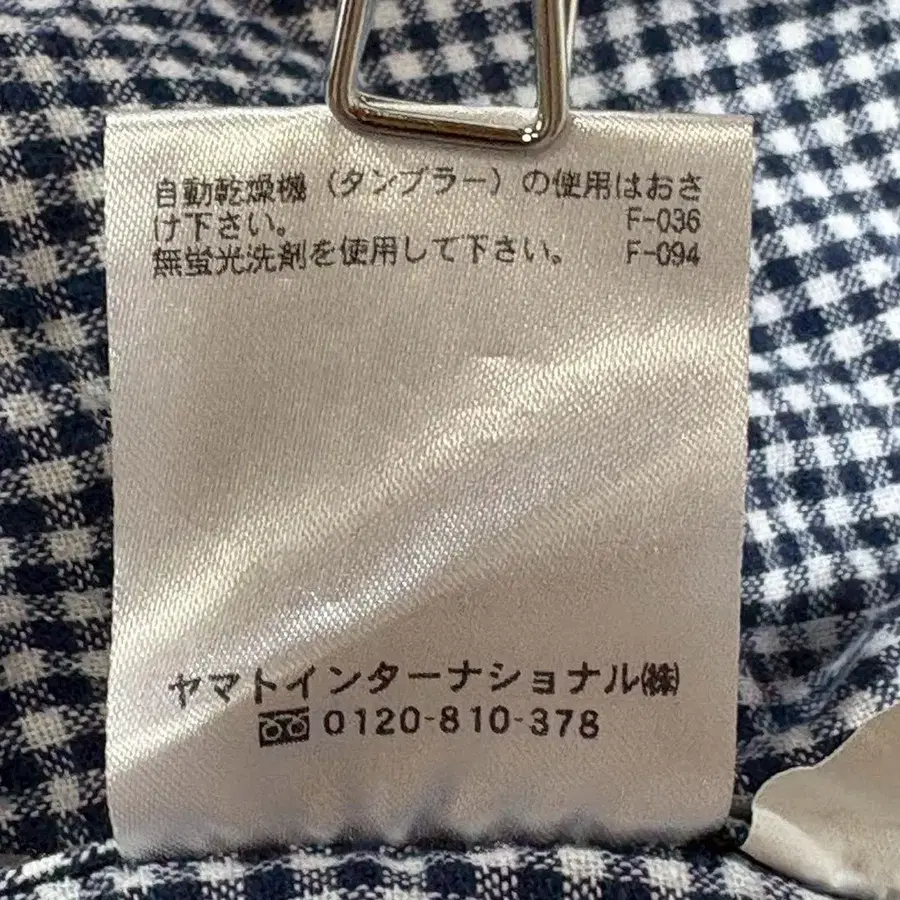 自動乾燥機(タンブラー)の使用はおさ
け下さい。 F-036
無蛍光洗剤を使用して下さい。 F-094
ヤマトインターナショナル㈱
0120-810-378